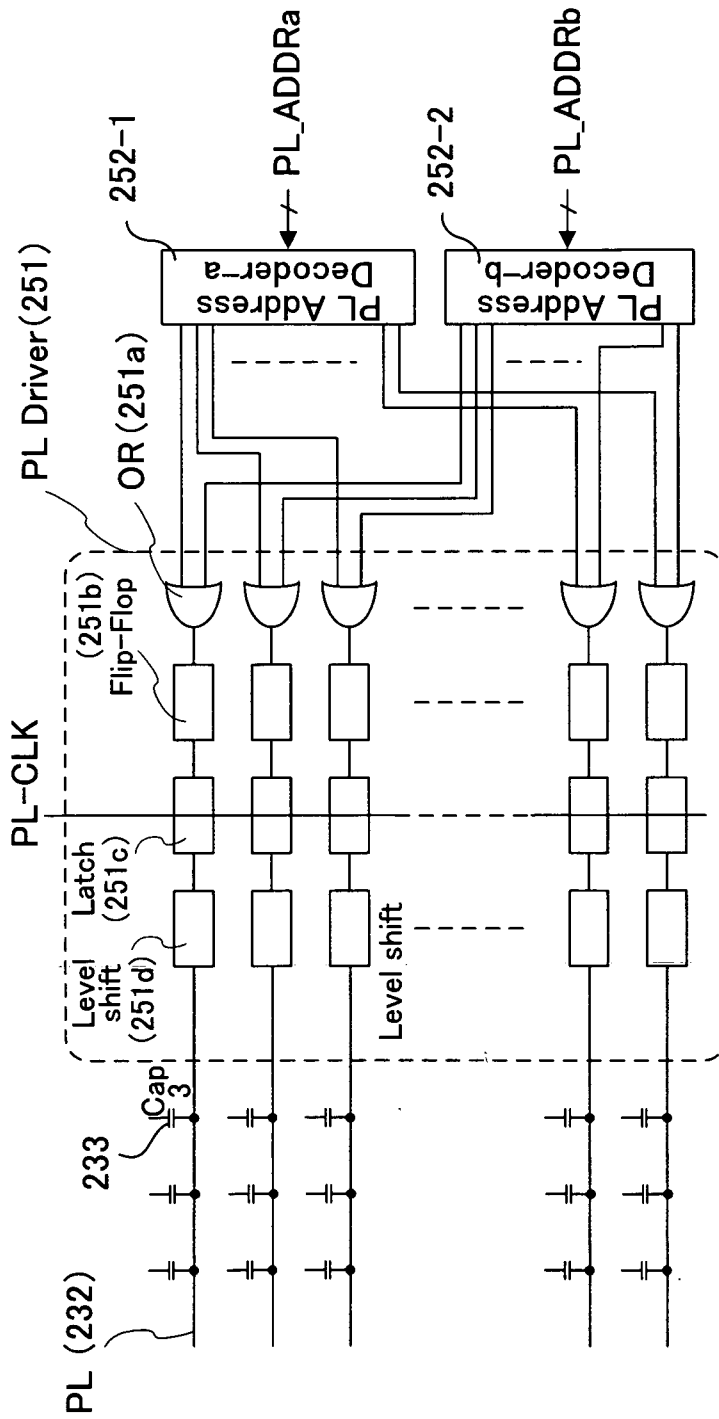 PL Driver(251)
OR(251a)
252-1
PL_ADDRa
PL Address
Decoder-a
252-2
PL_ADDRb
PL Address
Decoder-b
PL-CLK
(251b)
Flip-Flop
Latch
(251c)
Level
shift
(251d)
Level shift
Cap
3
233
PL (232)